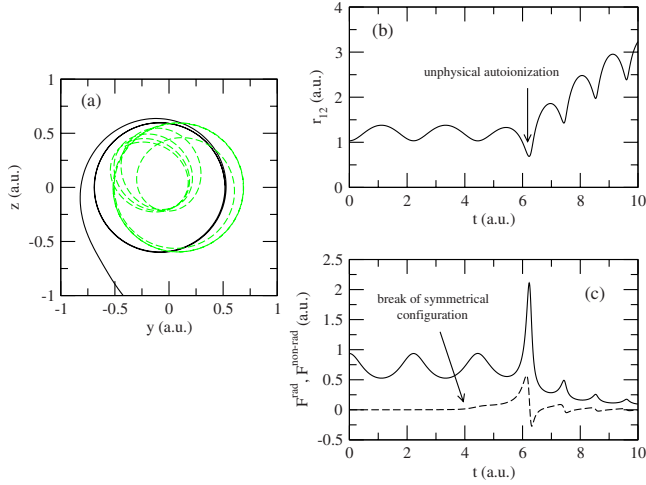 (a)
1
0.5
0
-0.5
-1
z (a.u.)
-1
-0.5
0
0.5
1
y (a.u.)
(b)
4
3
2
1
0
r12 (a.u.)
unphysical autoionization
0
2
4
6
8
10
t (a.u.)
(c)
2.5
2
1.5
1
0.5
0
-0.5
F^rad, F^non-rad (a.u.)
break of symmetrical
configuration
0
2
4
6
8
10
t (a.u.)